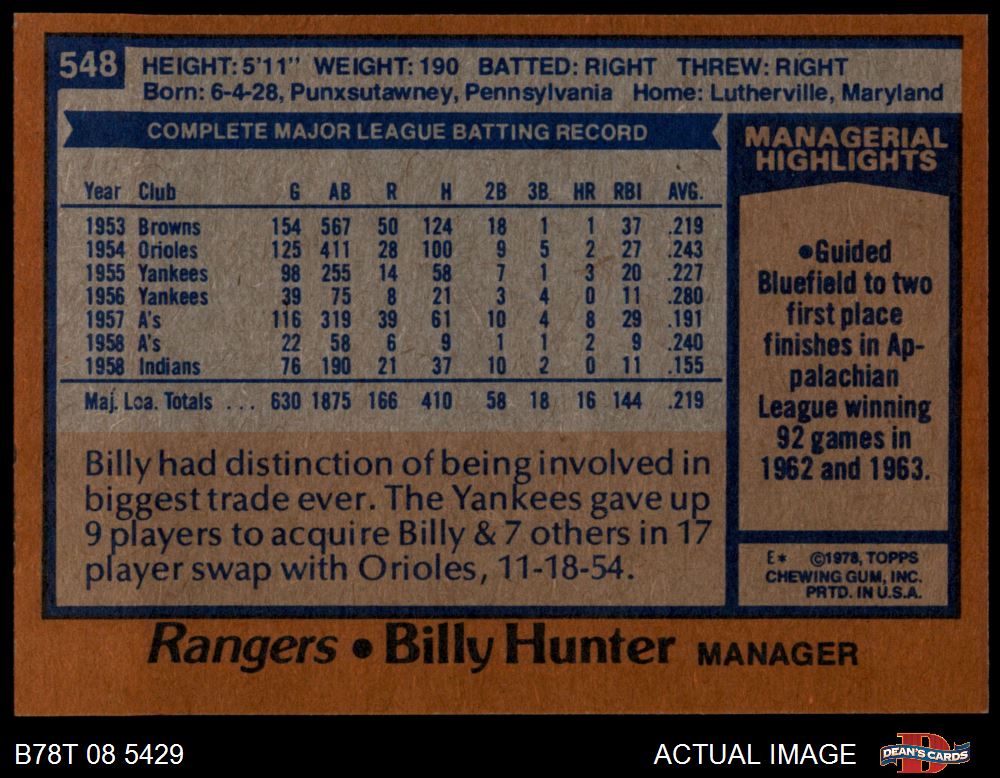 548
HEIGHT: 5'11" WEIGHT: 190 BATTED: RIGHT THREW: RIGHT
Born: 6-4-28, Punxsutawney, Pennsylvania Home: Lutherville, Maryland
COMPLETE MAJOR LEAGUE BATTING RECORD
Year Club G AB R H 2B 3B HR RBI AVG.
1953 Browns 154 567 50 124 18 1 1 37 .219
1954 Orioles 125 411 28 100 9 5 2 27 .243
1955 Yankees 98 255 14 58 7 1 3 20 .227
1956 Yankees 39 75 8 21 3 4 0 11 .280
1957 A's 116 319 39 61 10 4 8 29 .191
1958 A's 22 58 6 9 1 1 2 9 .240
1958 Indians 76 190 21 37 10 2 0 11 .155
Maj. Lea. Totals ... 630 1875 166 410 58 18 16 144 .219
Billy had distinction of being involved in
biggest trade ever. The Yankees gave up
9 players to acquire Billy & 7 others in 17
player swap with Orioles, 11-18-54.
MANAGERIAL
HIGHLIGHTS
•Guided
Bluefield to two
first place
finishes in Ap-
palachian
League winning
92 games in
1962 and 1963.
E* ©1978, TOPPS
CHEWING GUM, INC.
PRTD. IN U.S.A.
Rangers • Billy Hunter MANAGER
B78T 08 5429
ACTUAL IMAGE
D
DEAN'S CARDS